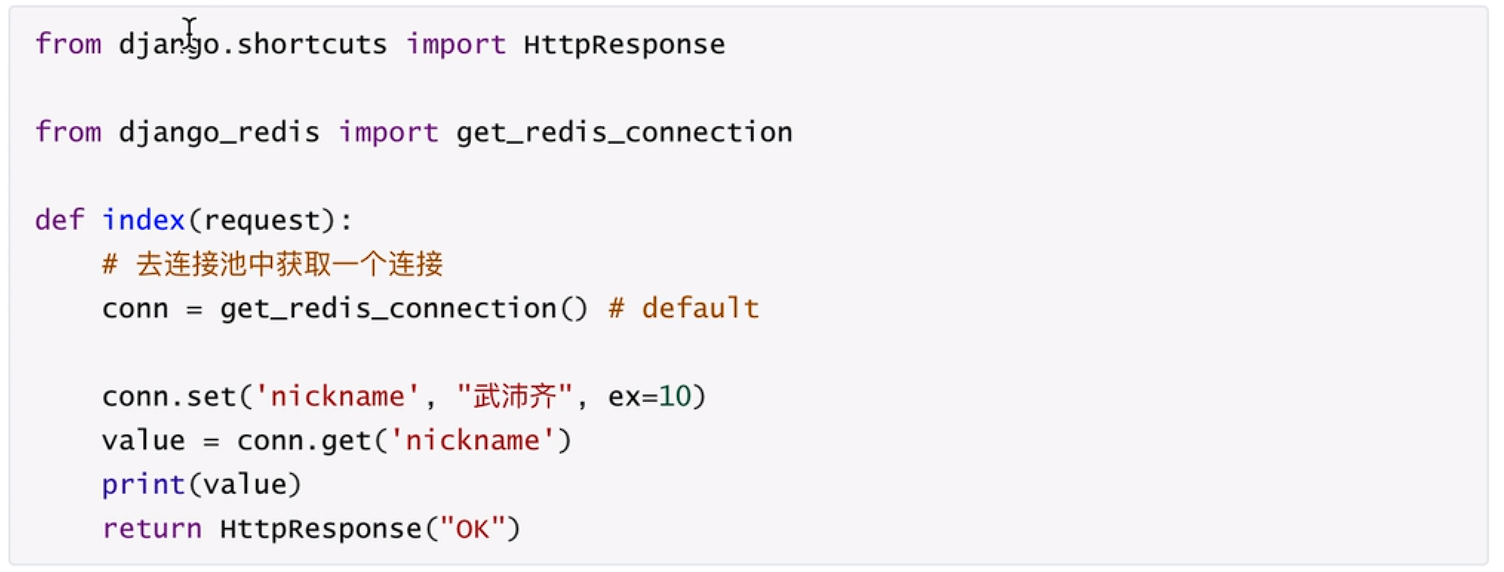 from django.shortcuts import HttpResponse
from django_redis import get_redis_connection
def index(request):
# 去连接池中获取一个连接
conn = get_redis_connection() # default
conn.set('nickname', "武沛齐", ex=10)
value = conn.get('nickname')
print(value)
return HttpResponse("OK")